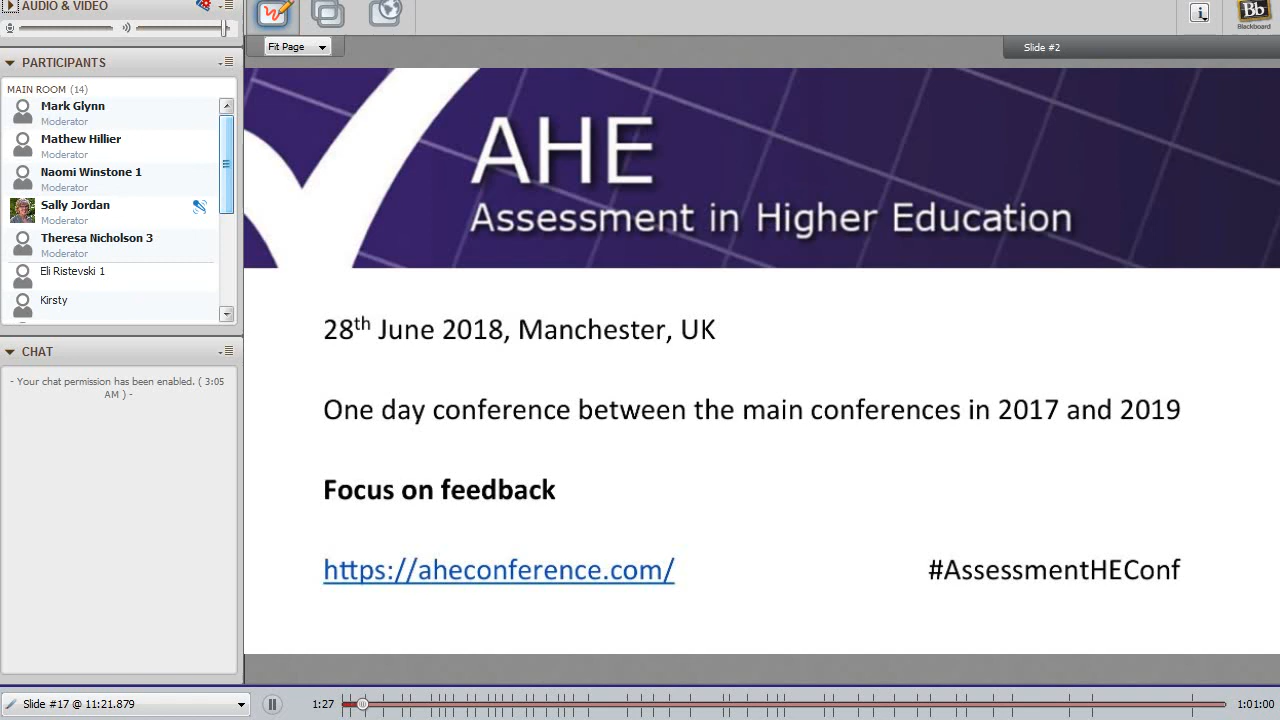 AUDIO & VIDEO
Fit Page
Slide #2
Bb
Blackboard
PARTICIPANTS
MAIN ROOM (14)
Mark Glynn
Moderator
Mathew Hillier
Moderator
Naomi Winstone 1
Moderator
Sally Jordan
Moderator
Theresa Nicholson 3
Moderator
Eli Ristevski 1
Kirsty
CHAT
- Your chat permission has been enabled. ( 3:05
AM ) -
AHE
Assessment in Higher Education
28th June 2018, Manchester, UK
One day conference between the main conferences in 2017 and 2019
Focus on feedback
https://aheconference.com/
#AssessmentHEConf
Slide #17 @ 11:21.879
1:27
1:01:00